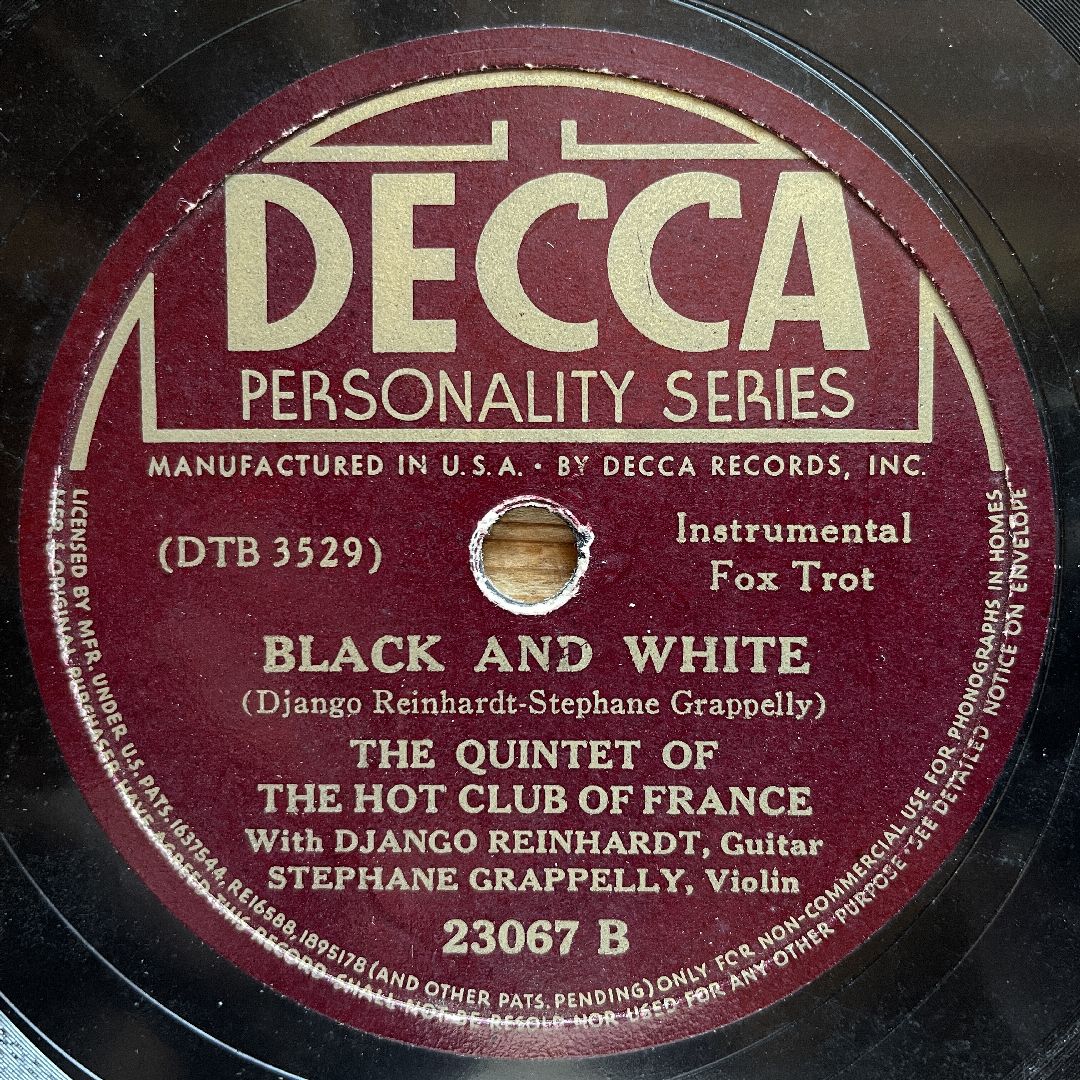 DECCA
PERSONALITY SERIES
MANUFACTURED IN U.S.A. · BY DECCA RECORDS, INC.
(DTB 3529)
Instrumental
Fox Trot
BLACK AND WHITE
(Django Reinhardt-Stephane Grappelly)
THE QUINTET OF
THE HOT CLUB OF FRANCE
With DJANGO REINHARDT, Guitar
STEPHANE GRAPPELLY, Violin
23067 B
LICENSED BY MFR. UNDER U.S. PATS. 1637544, RE16588, 1895178 (AND OTHER PATS. PENDING) ONLY FOR NON-COMMERCIAL USE FOR PHONOGRAPHS IN HOMES
MFR. & ORIGINAL PURCHASER HAVE AGREED THIS RECORD SHALL NOT BE RESOLD NOR USED FOR ANY OTHER PURPOSE. SEE DETAILED NOTICE ON ENVELOPE